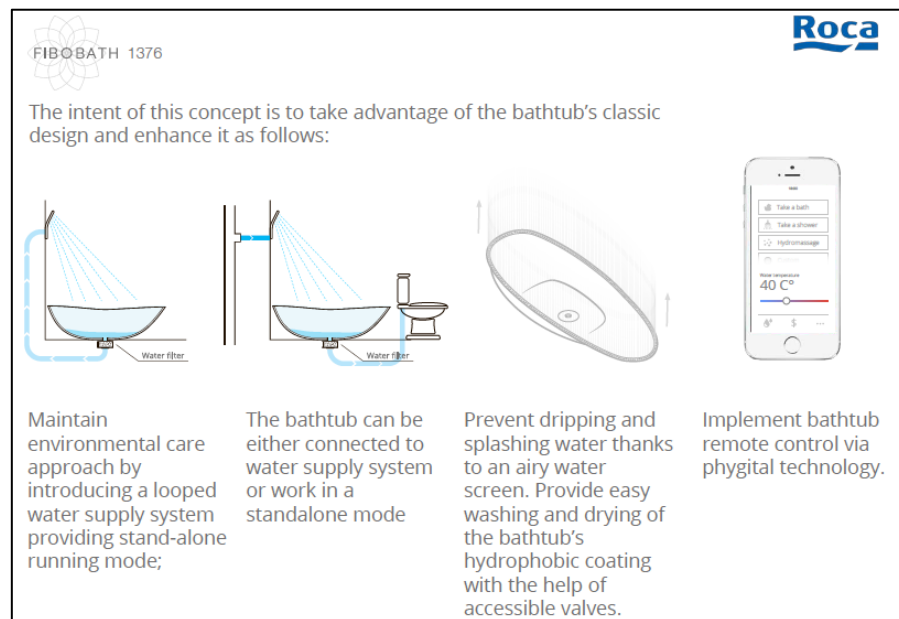 FIBOBATH 1376
Roca
The intent of this concept is to take advantage of the bathtub's classic
design and enhance it as follows:
Water filter
Water filter
Take a bath
Take a shower
Hydromassage
Water temperature
40 C°
$
...
Maintain
environmental care
approach by
introducing a looped
water supply system
providing stand-alone
running mode;
The bathtub can be
either connected to
water supply system
or work in a
standalone mode
Prevent dripping and
splashing water thanks
to an airy water
screen. Provide easy
washing and drying of
the bathtub's
hydrophobic coating
with the help of
accessible valves.
Implement bathtub
remote control via
phygital technology.